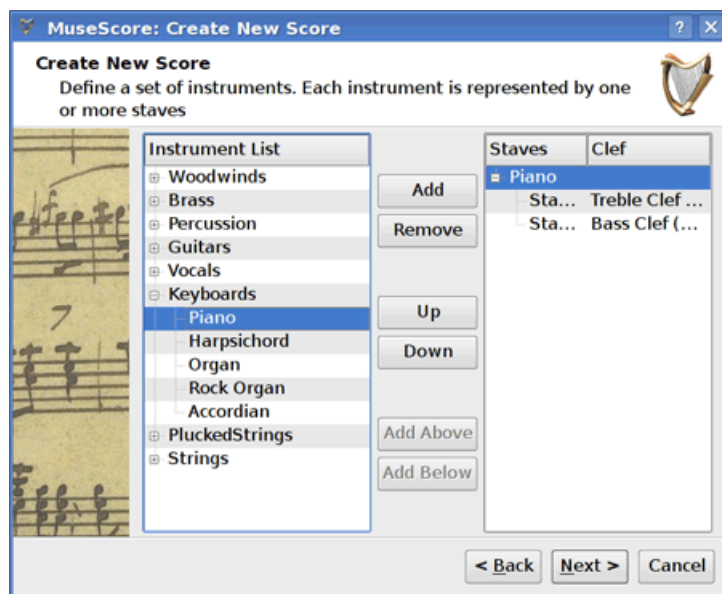 MuseScore: Create New Score
?
X
Create New Score
Define a set of instruments. Each instrument is represented by one
or more staves
Instrument List
Woodwinds
Brass
Percussion
Guitars
Vocals
Keyboards
Piano
Harpsichord
Organ
Rock Organ
Accordian
PluckedStrings
Strings
Add
Remove
Up
Down
Add Above
Add Below
Staves Clef
Piano
Sta... Treble Clef ...
Sta... Bass Clef (...
7
< Back
Next >
Cancel